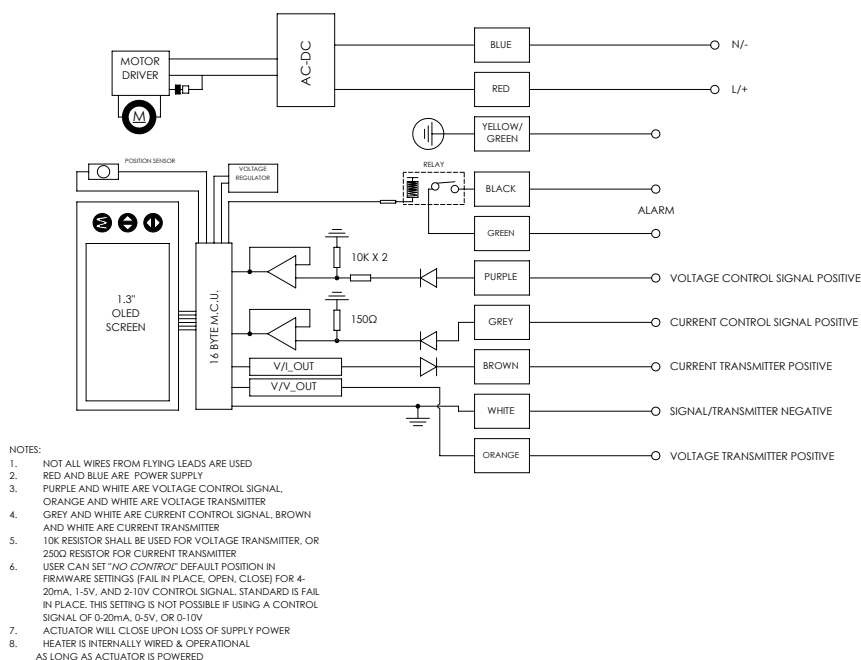 MOTOR
DRIVER
M
AC-DC
BLUE
N/-
RED
L/+
YELLOW/
GREEN
POSITION SENSOR
VOLTAGE
REGULATOR
RELAY
BLACK
ALARM
GREEN
10K X 2
PURPLE
VOLTAGE CONTROL SIGNAL POSITIVE
1.3"
OLED
SCREEN
16 BYTE M.C.U.
150Ω
GREY
CURRENT CONTROL SIGNAL POSITIVE
V/I_OUT
BROWN
CURRENT TRANSMITTER POSITIVE
V/V_OUT
WHITE
SIGNAL/TRANSMITTER NEGATIVE
ORANGE
VOLTAGE TRANSMITTER POSITIVE
NOTES:
1. NOT ALL WIRES FROM FLYING LEADS ARE USED
2. RED AND BLUE ARE POWER SUPPLY
3. PURPLE AND WHITE ARE VOLTAGE CONTROL SIGNAL,
ORANGE AND WHITE ARE VOLTAGE TRANSMITTER
4. GREY AND WHITE ARE CURRENT CONTROL SIGNAL, BROWN
AND WHITE ARE CURRENT TRANSMITTER
5. 10K RESISTOR SHALL BE USED FOR VOLTAGE TRANSMITTER, OR
250Ω RESISTOR FOR CURRENT TRANSMITTER
6. USER CAN SET "NO CONTROL" DEFAULT POSITION IN
FIRMWARE SETTINGS (FAIL IN PLACE, OPEN, CLOSE) FOR 4-
20mA, 1-5V, AND 2-10V CONTROL SIGNAL. STANDARD IS FAIL
IN PLACE. THIS SETTING IS NOT POSSIBLE IF USING A CONTROL
SIGNAL OF 0-20mA, 0-5V, OR 0-10V
7. ACTUATOR WILL CLOSE UPON LOSS OF SUPPLY POWER
8. HEATER IS INTERNALLY WIRED & OPERATIONAL
AS LONG AS ACTUATOR IS POWERED